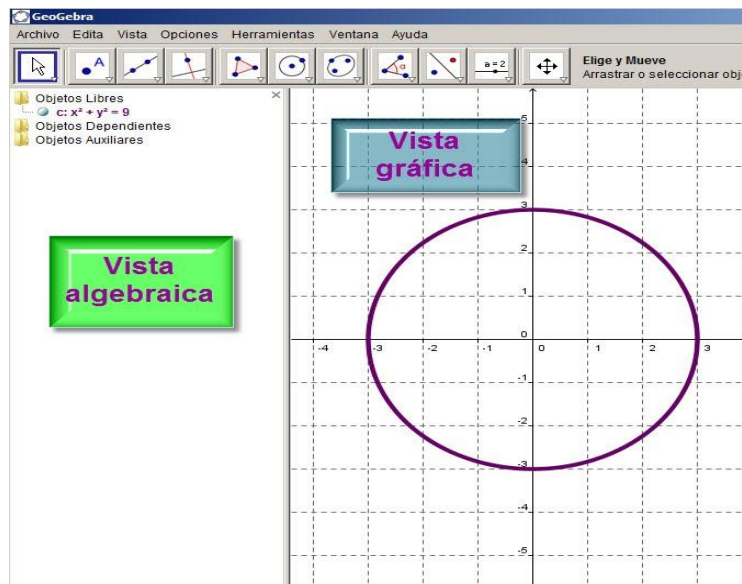 GeoGebra
Archivo Edita Vista Opciones Herramientas Ventana Ayuda
A
α
a = 2
Elige y Mueve
Arrastrar o seleccionar obj
Objetos Libres
c: x² + y² = 9
Objetos Dependientes
Objetos Auxiliares
Vista
algebraica
Vista
gráfica
5
4
3
2
1
0
-4 -3 -2 -1 0 1 2 3
-1
-2
-3
-4
-5